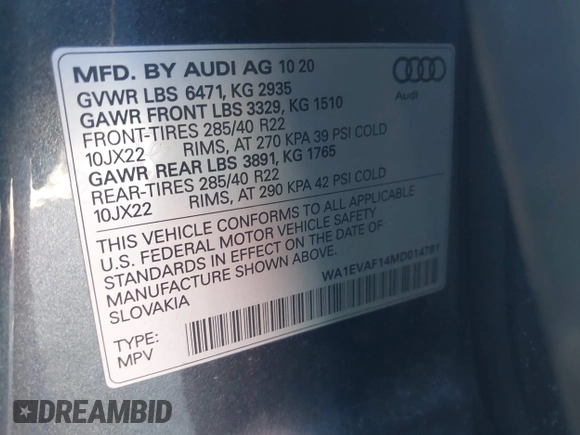 MFD. BY AUDI AG 10 20
GVWR LBS 6471, KG 2935
GAWR FRONT LBS 3329, KG 1510
FRONT-TIRES 285/40 R22
10JX22 RIMS, AT 270 KPA 39 PSI COLD
GAWR REAR LBS 3891, KG 1765
REAR-TIRES 285/40 R22
10JX22 RIMS, AT 290 KPA 42 PSI COLD
Audi
THIS VEHICLE CONFORMS TO ALL APPLICABLE
U.S. FEDERAL MOTOR VEHICLE SAFETY
STANDARDS IN EFFECT ON THE DATE OF
MANUFACTURE SHOWN ABOVE.
SLOVAKIA
WA1EVAF14MD014781
TYPE:
MPV
DREAMBID